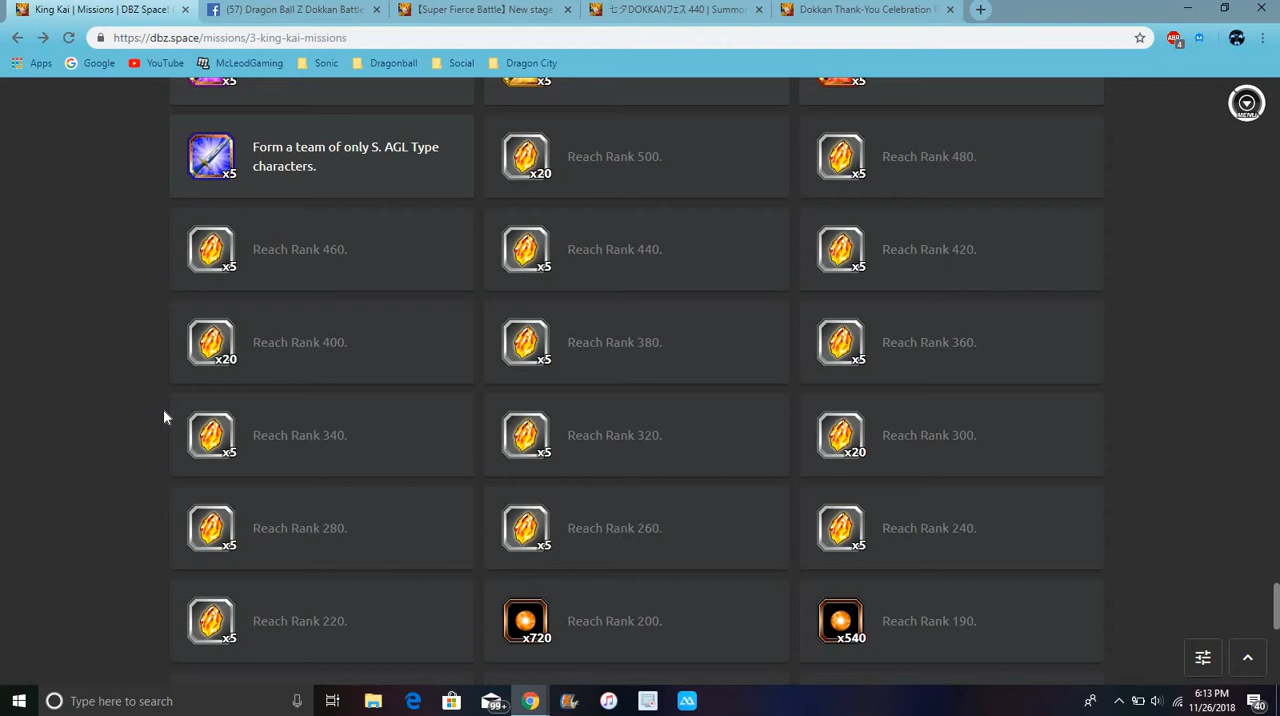 King Kai | Missions | DBZ Space! (
(57) Dragon Ball Z Dokkan Battle
【Super Fierce Battle】 New stage
七夕DOKKANフェス 440 | Summon
Dokkan Thank-You Celebration
https://dbz.space/missions/3-king-kai-missions
4
Apps
Google
YouTube
McLeodGaming
Sonic
Dragonball
Social
Dragon City
x5
x5
x5
MENU
x5
Form a team of only S. AGL Type
characters.
x20
Reach Rank 500.
x5
Reach Rank 480.
x5
Reach Rank 460.
x5
Reach Rank 440.
x5
Reach Rank 420.
x20
Reach Rank 400.
x5
Reach Rank 380.
x5
Reach Rank 360.
x5
Reach Rank 340.
x5
Reach Rank 320.
x20
Reach Rank 300.
x5
Reach Rank 280.
x5
Reach Rank 260.
x5
Reach Rank 240.
x5
Reach Rank 220.
x720
Reach Rank 200.
x540
Reach Rank 190.
Type here to search
99+
6:13 PM
11/26/2018
40